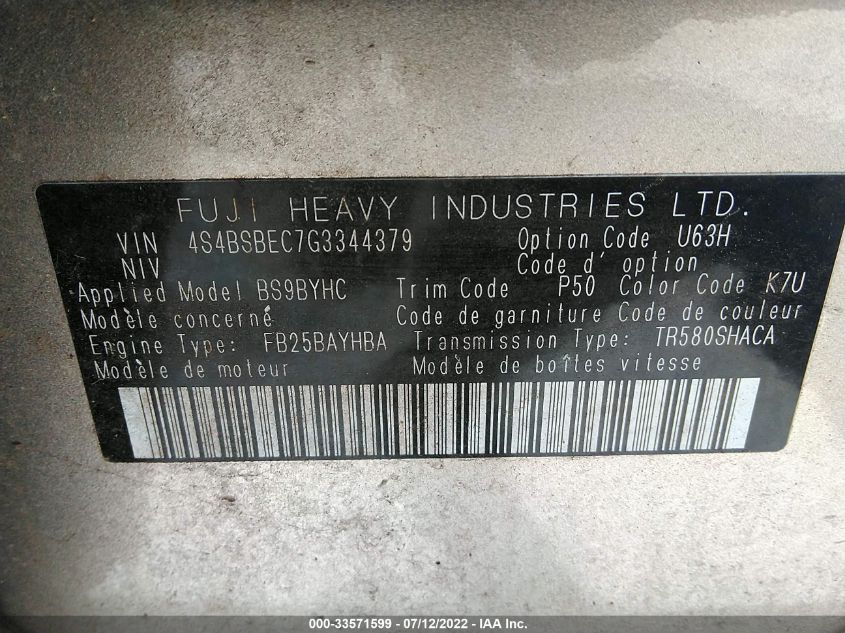 FUJI HEAVY INDUSTRIES LTD.
VIN 4S4BSBEC7G3344379 Option Code U63H
NIV Code d' option
Applied Model BS9BYHC Trim Code P50 Color Code K7U
Modèle concerné Code de garniture Code de couleur
Engine Type: FB25BAYHBA Transmission Type: TR580SHACA
Modèle de moteur Modèle de boîtes vitesse
000-33571599 - 07/12/2022 - IAA Inc.